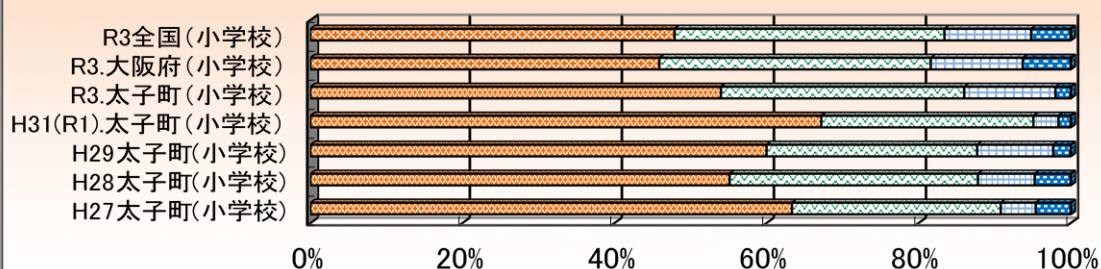 R3全国(小学校)
R3.大阪府(小学校)
R3.太子町(小学校)
H31(R1).太子町(小学校)
H29太子町(小学校)
H28太子町(小学校)
H27太子町(小学校)
0% 20% 40% 60% 80% 100%